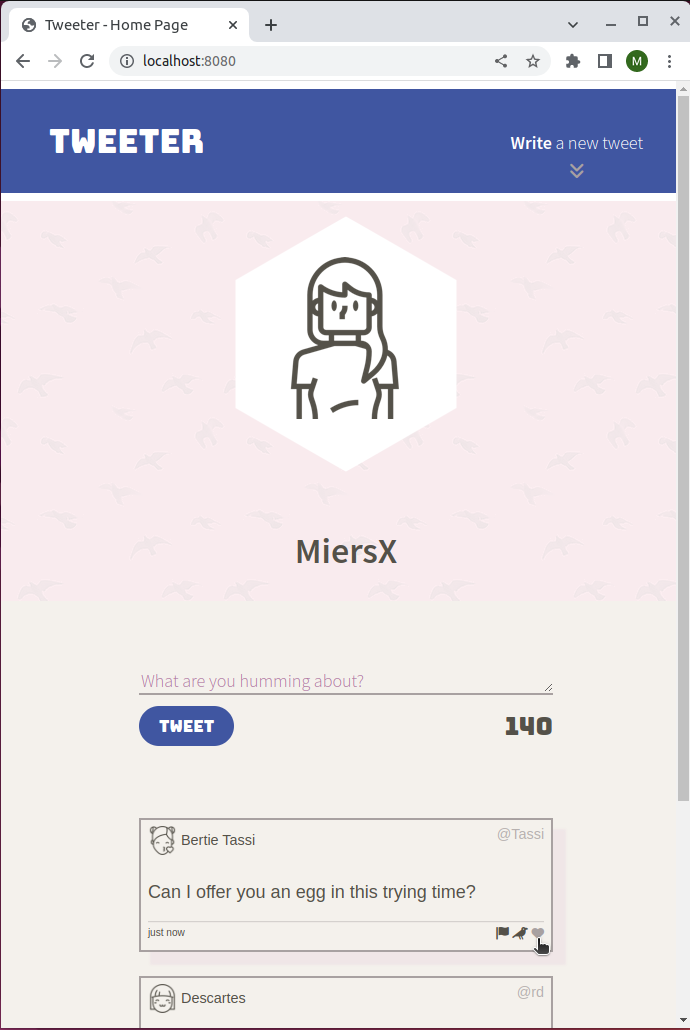 Tweeter - Home Page
localhost:8080
M
TWEETER
Write a new tweet
MiersX
What are you humming about?
TWEET
140
Bertie Tassi
@Tassi
Can I offer you an egg in this trying time?
just now
Descartes
@rd